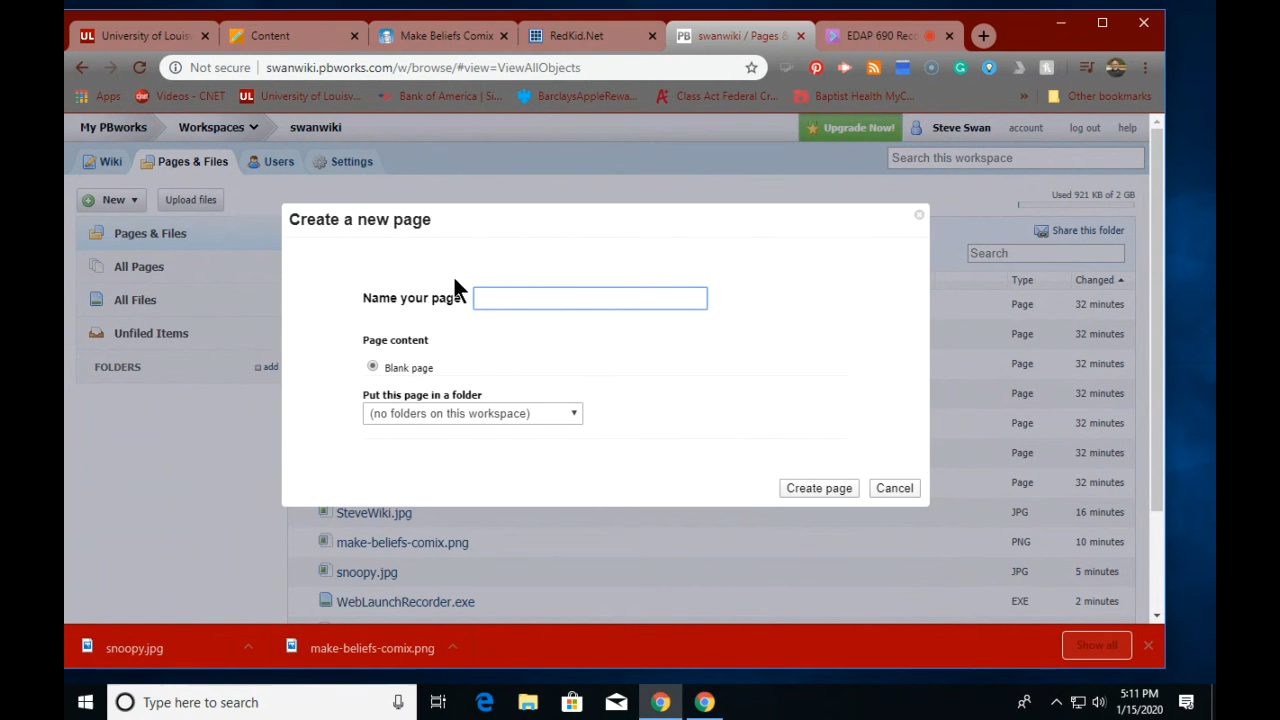 University of Louisv
Content
Make Beliefs Comix
RedKid.Net
swanwiki / Pages &
EDAP 690 Reco
Not secure
swanwiki.pbworks.com/w/browse/#view=ViewAllObjects
Apps
Videos - CNET
University of Louisv...
Bank of America | Si...
BarclaysAppleRewa...
Class Act Federal Cr...
Baptist Health MyC...
»
Other bookmarks
My PBworks
Workspaces
swanwiki
Upgrade Now!
Steve Swan
account
log out
help
Wiki
Pages & Files
Users
Settings
Search this workspace
New
Upload files
Used 921 KB of 2 GB
Pages & Files
All Pages
All Files
Unfiled Items
FOLDERS
add
Share this folder
Search
Type
Changed
Page
32 minutes
Page
32 minutes
Page
32 minutes
Page
32 minutes
Page
32 minutes
Page
32 minutes
Page
32 minutes
Create a new page
Name your page
Page content
Blank page
Put this page in a folder
(no folders on this workspace)
Create page
Cancel
SteveWiki.jpg
JPG
16 minutes
make-beliefs-comix.png
PNG
10 minutes
snoopy.jpg
JPG
5 minutes
WebLaunchRecorder.exe
EXE
2 minutes
snoopy.jpg
make-beliefs-comix.png
Show all
Type here to search
5:11 PM
1/15/2020